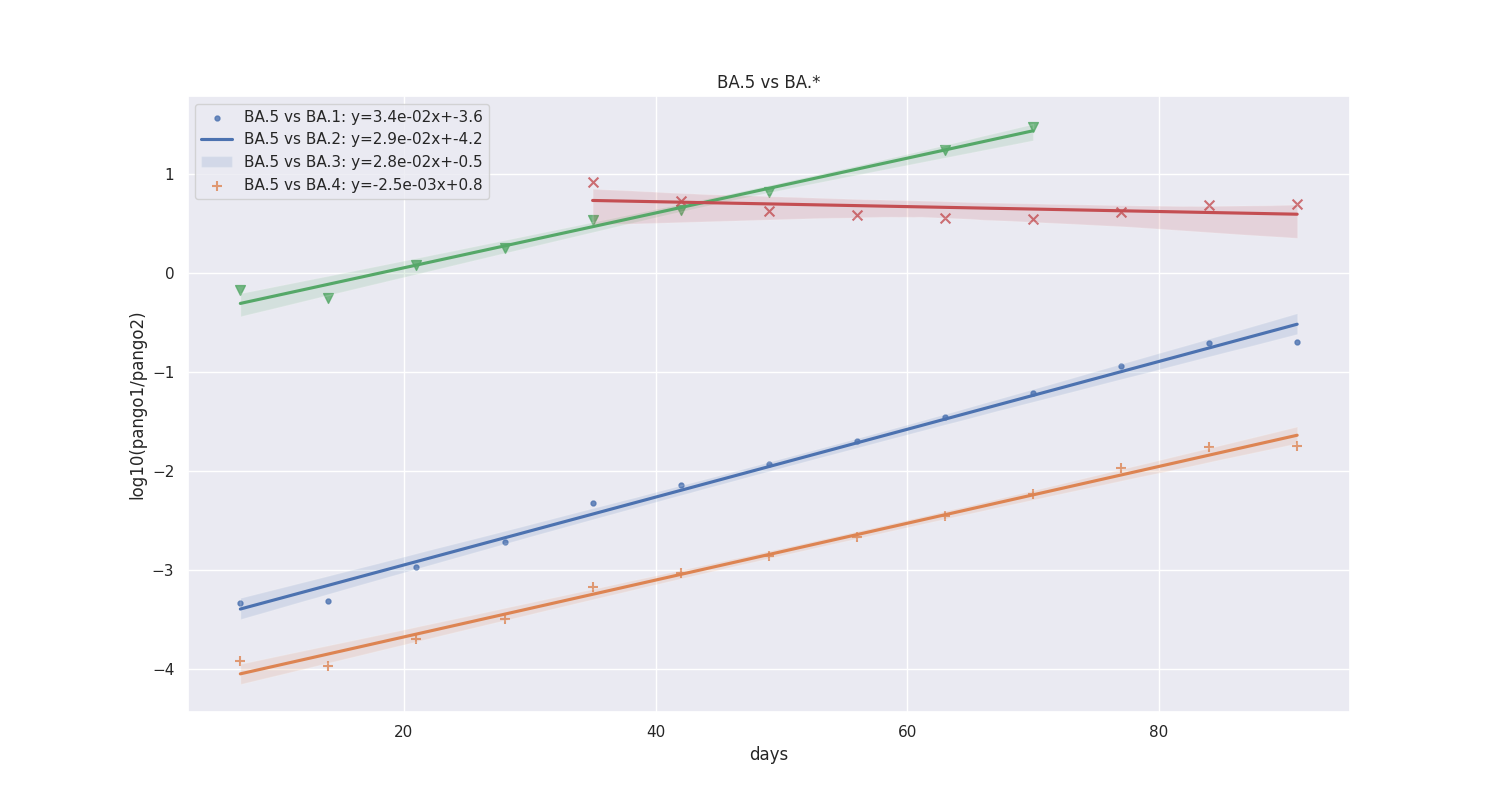 BA.5 vs BA.*
BA.5 vs BA.1: y=3.4e-02x+-3.6
BA.5 vs BA.2: y=2.9e-02x+-4.2
BA.5 vs BA.3: y=2.8e-02x+-0.5
BA.5 vs BA.4: y=-2.5e-03x+0.8
log10(pango1/pango2)
1
0
−1
−2
−3
−4
20 40 60 80
days